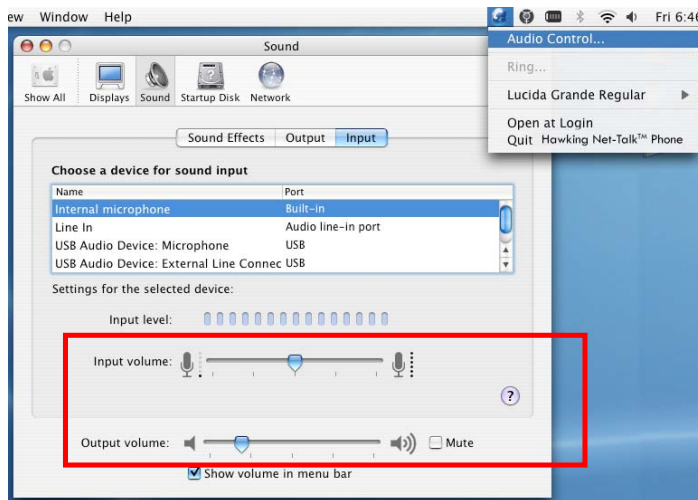 ew Window Help
Fri 6:46
Audio Control...
Ring...
Lucida Grande Regular
Open at Login
Quit Hawking Net-Talk™ Phone
Sound
Show All Displays Sound Startup Disk Network
Sound Effects Output Input
Choose a device for sound input
Name Port
Internal microphone Built-in
Line In Audio line-in port
USB Audio Device: Microphone USB
USB Audio Device: External Line Connec USB
Settings for the selected device:
Input level:
Input volume:
?
Output volume: Mute
Show volume in menu bar